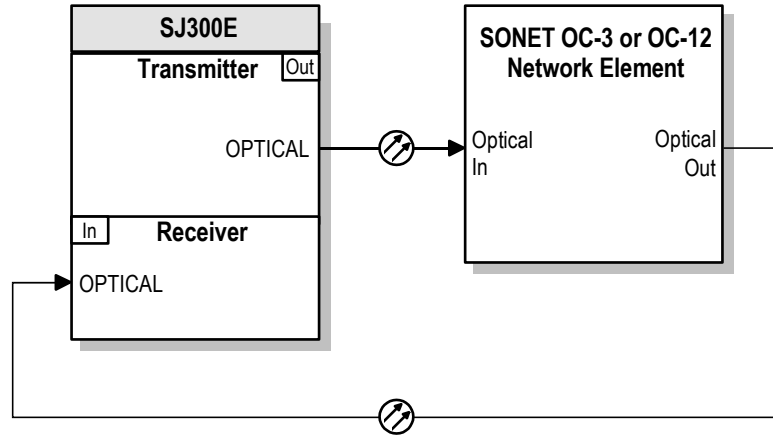 SJ300E
Transmitter
Out
OPTICAL
In
Receiver
OPTICAL
SONET OC-3 or OC-12
Network Element
Optical
In
Optical
Out